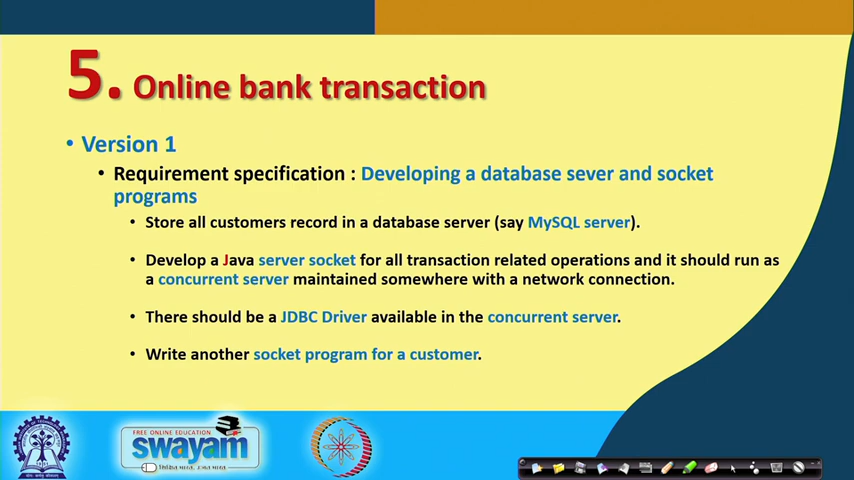 5. Online bank transaction
• Version 1
• Requirement specification : Developing a database sever and socket
programs
• Store all customers record in a database server (say MySQL server).
• Develop a Java server socket for all transaction related operations and it should run as
a concurrent server maintained somewhere with a network connection.
• There should be a JDBC Driver available in the concurrent server.
• Write another socket program for a customer.
FREE ONLINE EDUCATION
swayam